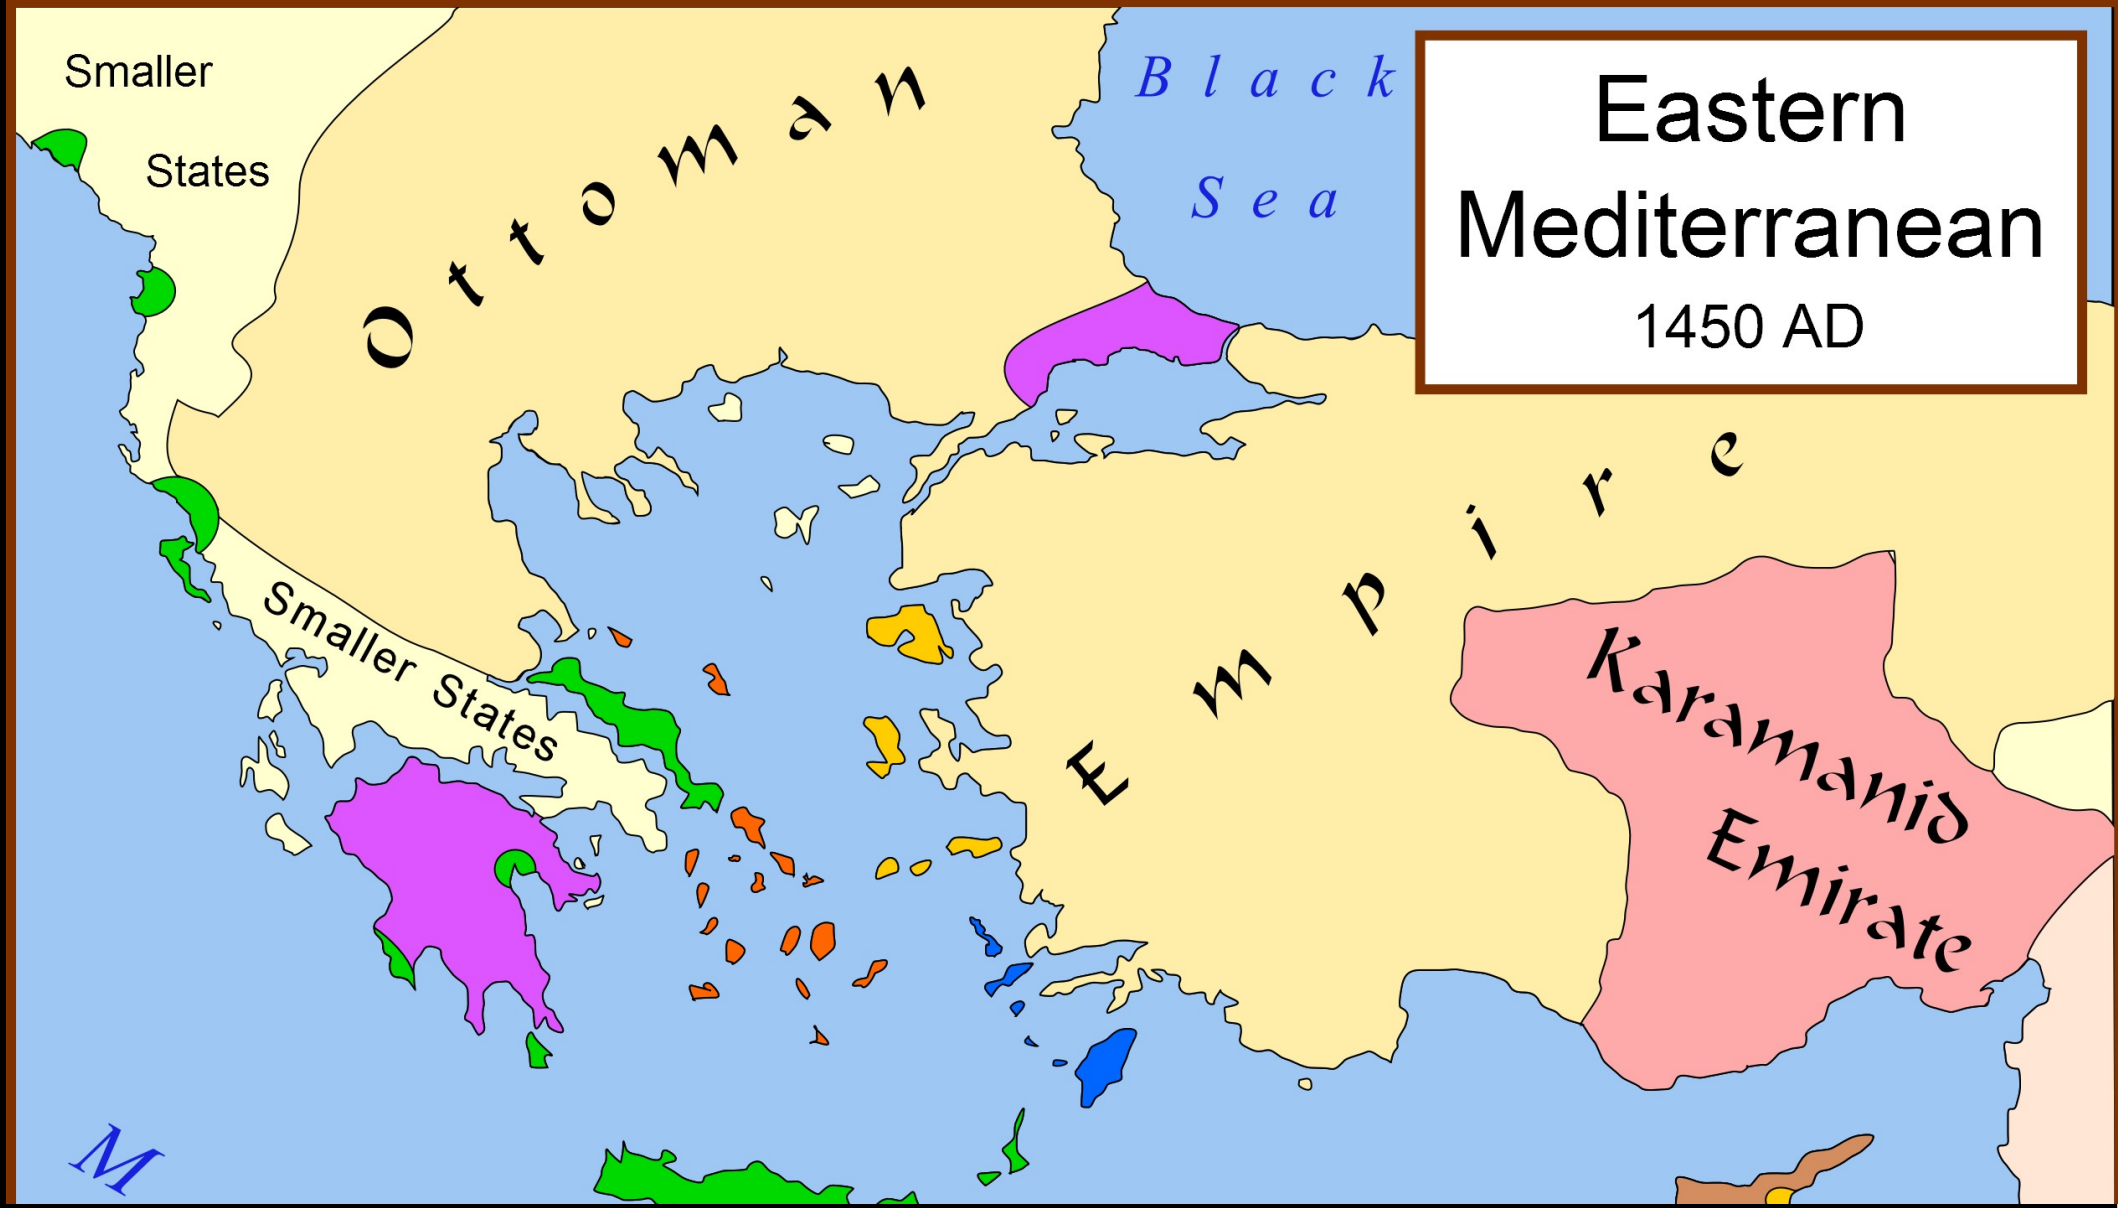 Smaller
States
Ottoman
Empire
Black
Sea
Eastern
Mediterranean
1450 AD
Smaller States
Karamanid
Emirate
M